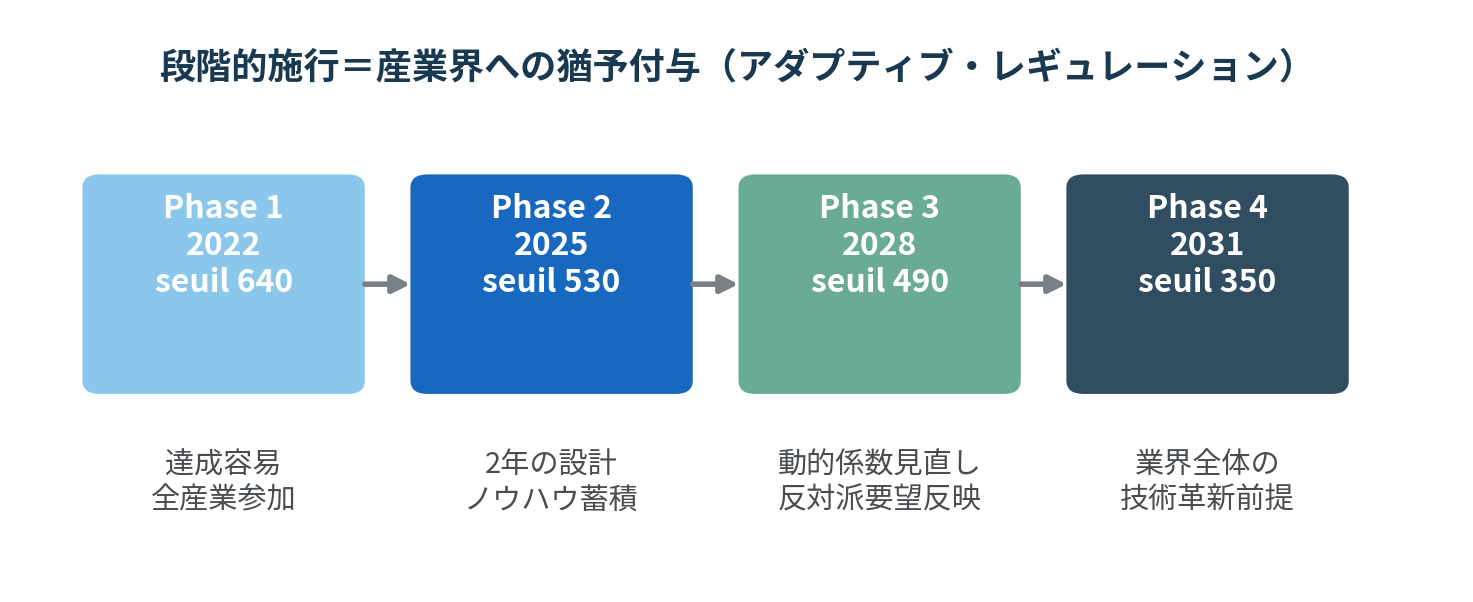 段階的施行＝産業界への猶予付与（アダプティブ・レギュレーション）
Phase 1
2022
seuil 640
Phase 2
2025
seuil 530
Phase 3
2028
seuil 490
Phase 4
2031
seuil 350
達成容易
全産業参加
2年の設計
ノウハウ蓄積
動的係数見直し
反対派要望反映
業界全体の
技術革新前提